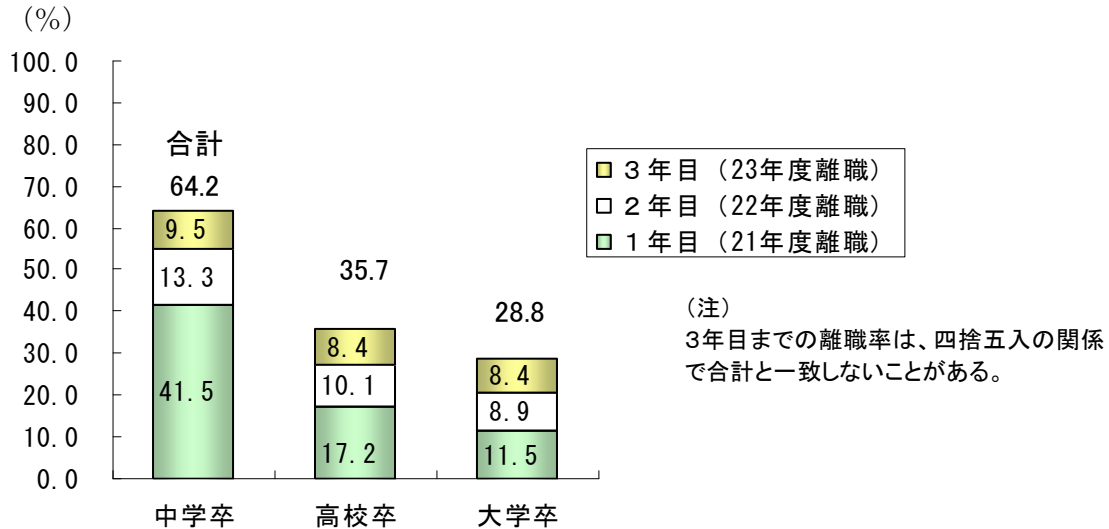 (%)
100.0
90.0
80.0
70.0
60.0
50.0
40.0
30.0
20.0
10.0
0.0
合計
64.2
9.5
13.3
41.5
35.7
8.4
10.1
17.2
28.8
8.4
8.9
11.5
中学卒
高校卒
大学卒
3年目（23年度離職）
2年目（22年度離職）
1年目（21年度離職）
（注）
3年目までの離職率は、四捨五入の関係
で合計と一致しないことがある。